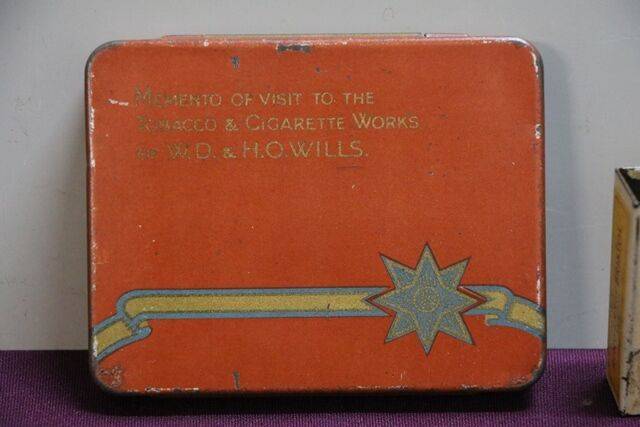 MEMENTO OF VISIT TO THE
TOBACCO & CIGARETTE WORKS.
OF W.D. & H.O. WILLS.